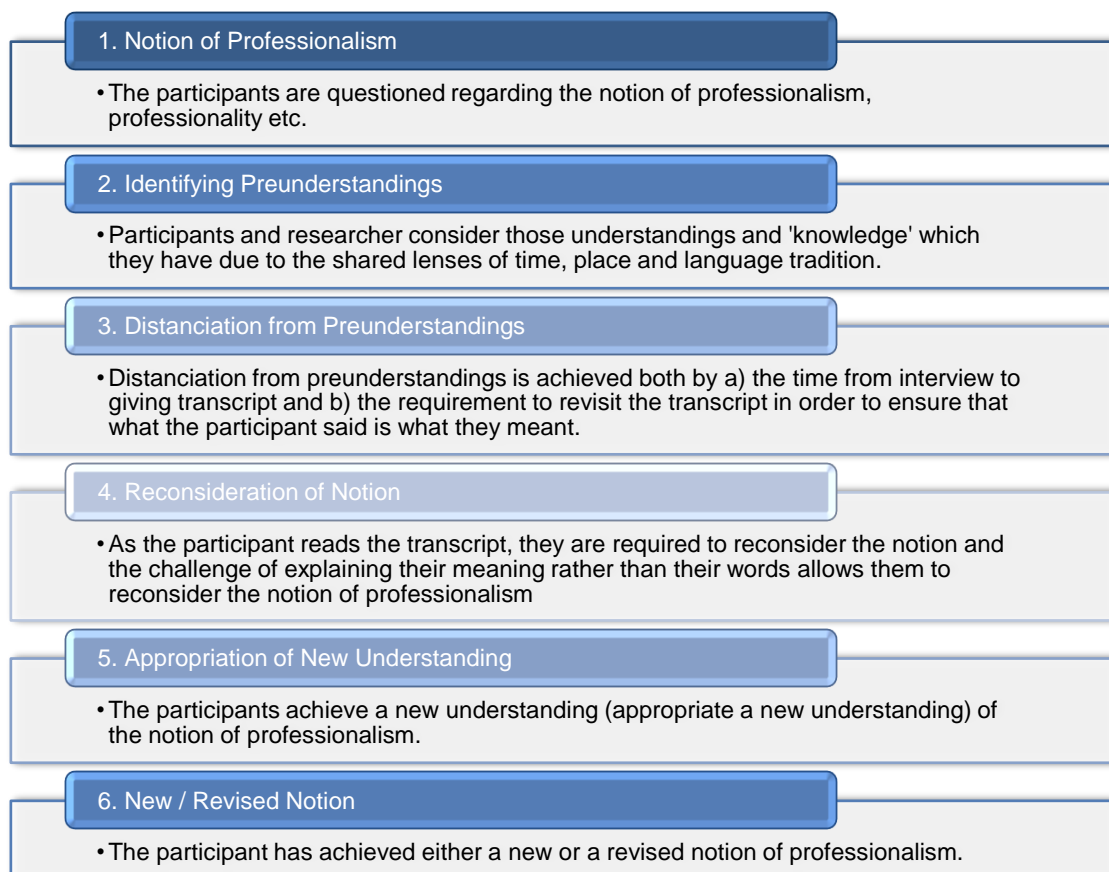 1. Notion of Professionalism
•The participants are questioned regarding the notion of professionalism,
professionality etc.
2. Identifying Preunderstandings
•Participants and researcher consider those understandings and 'knowledge' which
they have due to the shared lenses of time, place and language tradition.
3. Distanciation from Preunderstandings
•Distanciation from preunderstandings is achieved both by a) the time from interview to
giving transcript and b) the requirement to revisit the transcript in order to ensure that
what the participant said is what they meant.
4. Reconsideration of Notion
•As the participant reads the transcript, they are required to reconsider the notion and
the challenge of explaining their meaning rather than their words allows them to
reconsider the notion of professionalism
5. Appropriation of New Understanding
•The participants achieve a new understanding (appropriate a new understanding) of
the notion of professionalism.
6. New / Revised Notion
•The participant has achieved either a new or a revised notion of professionalism.